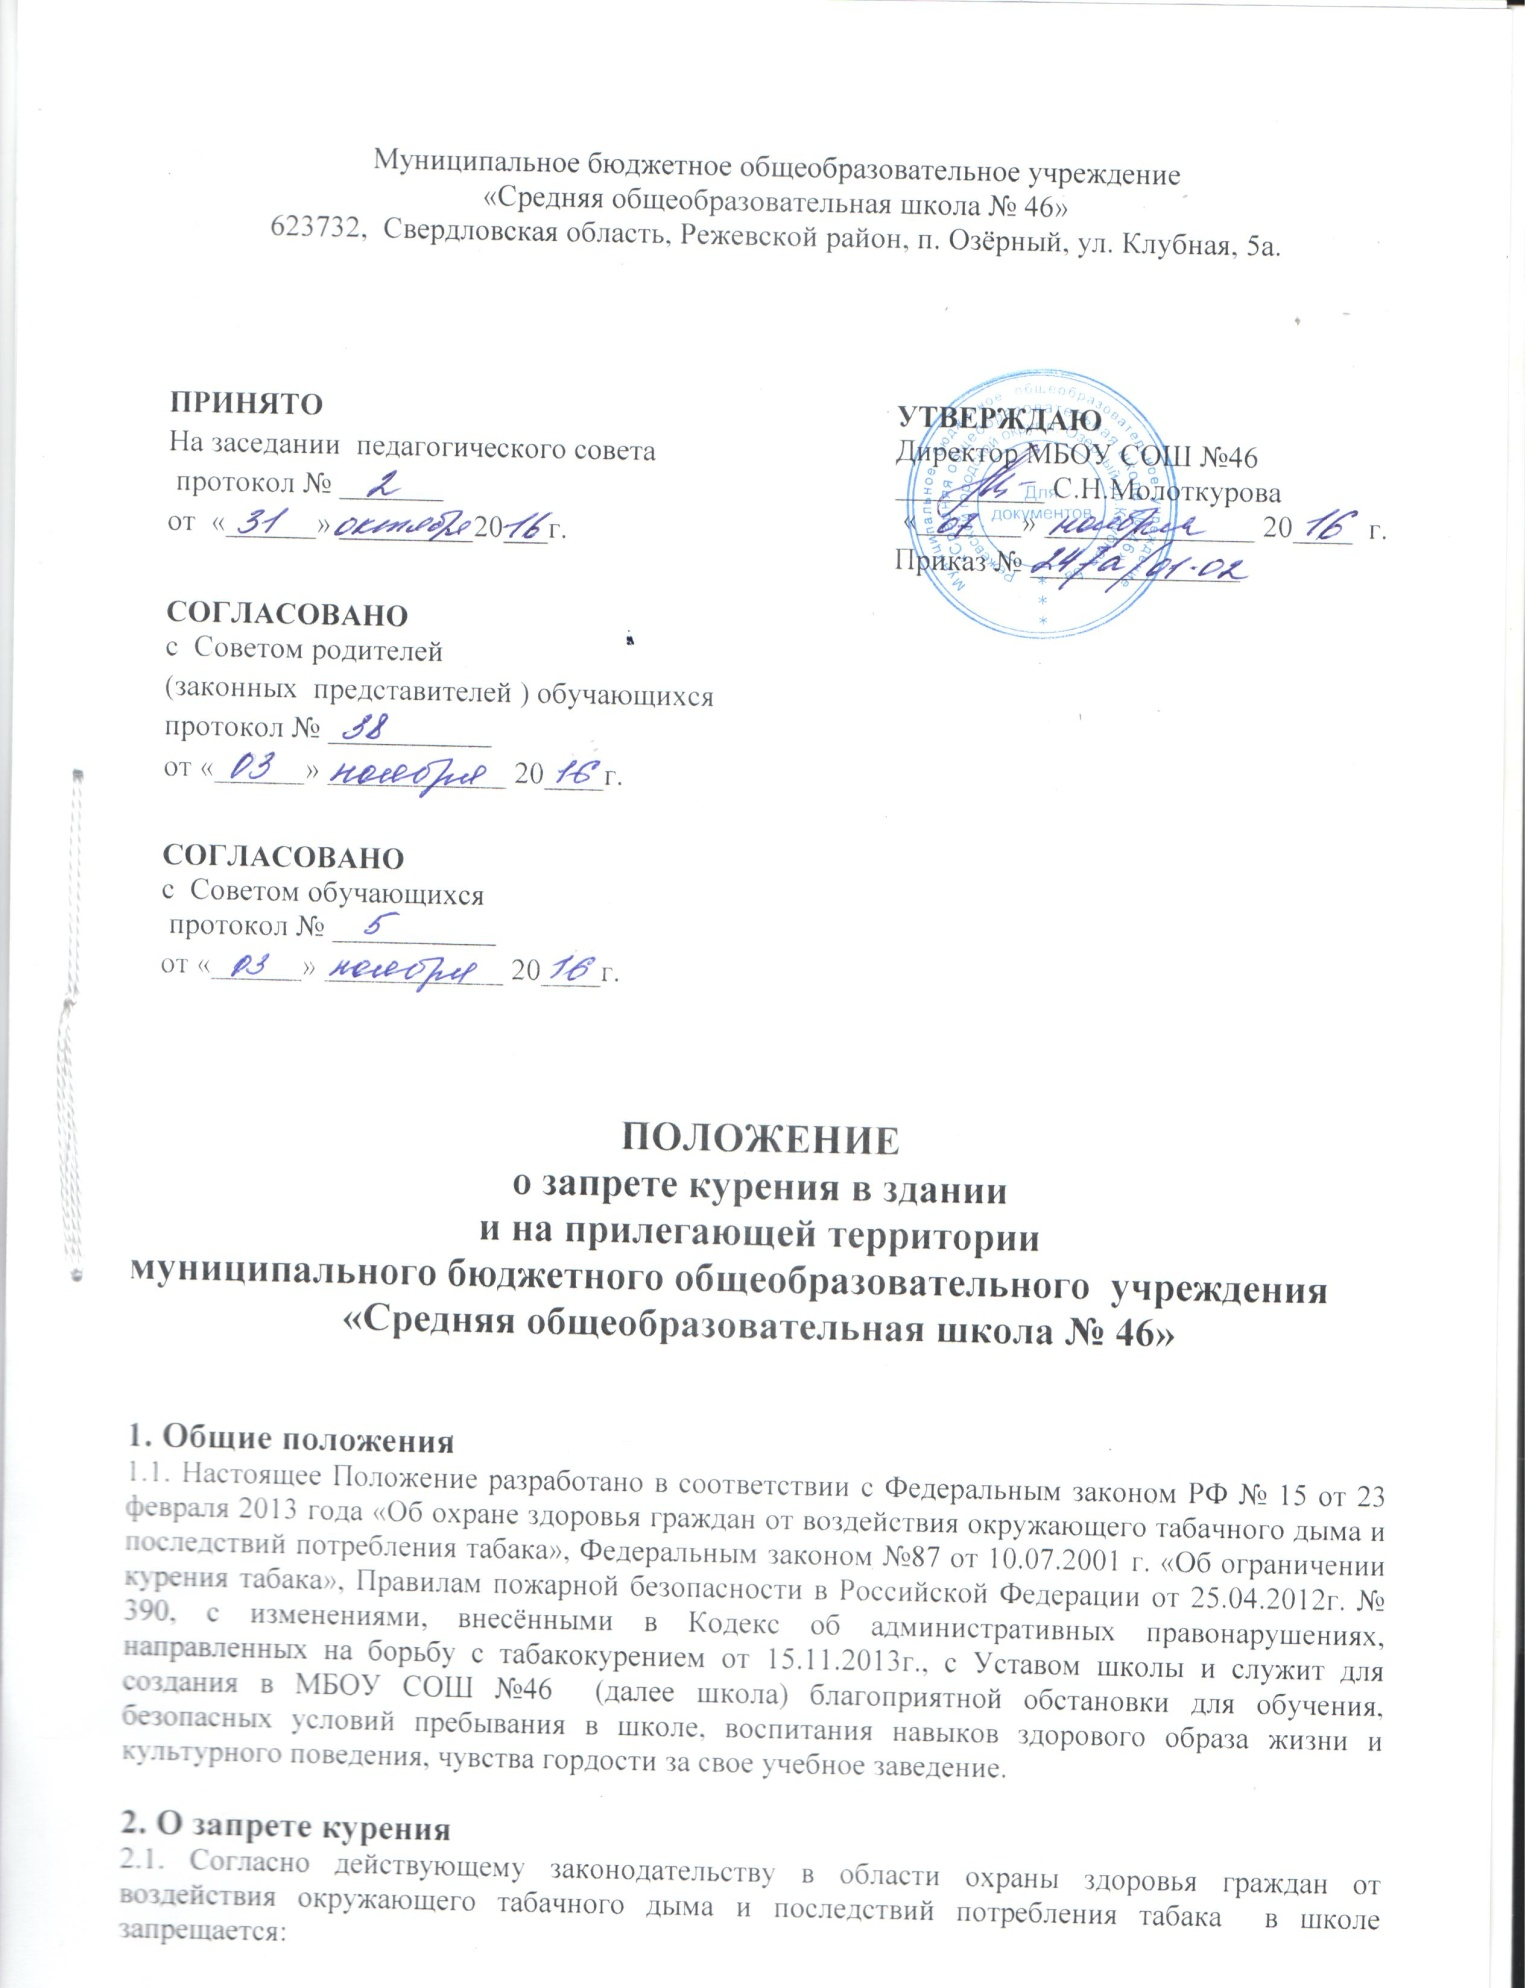 Муниципальное бюджетное общеобразовательное учреждение
«Средняя общеобразовательная школа № 46»
623732, Свердловская область, Режевской район, п. Озёрный, ул. Клубная, 5а.
ПРИНЯТО
На заседании педагогического совета
протокол № 2
от «31» октября 2016г.
УТВЕРЖДАЮ
Директор МБОУ СОШ №46
С.Н.Молоткурова
«07» ноября 2016 г.
Приказ № 247а/01-02
Для
документов
СОГЛАСОВАНО
с Советом родителей
(законных представителей ) обучающихся
протокол № 38
от «03» ноября 2016г.
СОГЛАСОВАНО
с Советом обучающихся
протокол № 5
от «03» ноября 2016г.
ПОЛОЖЕНИЕ
о запрете курения в здании
и на прилегающей территории
муниципального бюджетного общеобразовательного учреждения
«Средняя общеобразовательная школа № 46»
1. Общие положения
1.1. Настоящее Положение разработано в соответствии с Федеральным законом РФ № 15 от 23
февраля 2013 года «Об охране здоровья граждан от воздействия окружающего табачного дыма и
последствий потребления табака», Федеральным законом №87 от 10.07.2001 г. «Об ограничении
курения табака», Правилам пожарной безопасности в Российской Федерации от 25.04.2012г. №
390, с изменениями, внесёнными в Кодекс об административных правонарушениях,
направленных на борьбу с табакокурением от 15.11.2013г., с Уставом школы и служит для
создания в МБОУ СОШ №46 (далее школа) благоприятной обстановки для обучения,
безопасных условий пребывания в школе, воспитания навыков здорового образа жизни и
культурного поведения, чувства гордости за свое учебное заведение.
2. О запрете курения
2.1. Согласно действующему законодательству в области охраны здоровья граждан от
воздействия окружающего табачного дыма и последствий потребления табака в школе
запрещается: